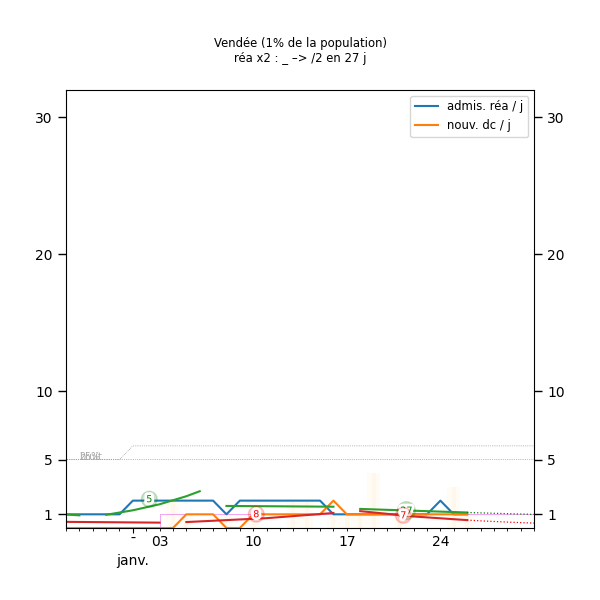 Vendée (1% de la population)
réa x2 : _ –> /2 en 27 j
admis. réa / j
nouv. dc / j
30 30
20 20
10 10
5 5
1 1
5
8
7
- 03 10 17 24
janv.